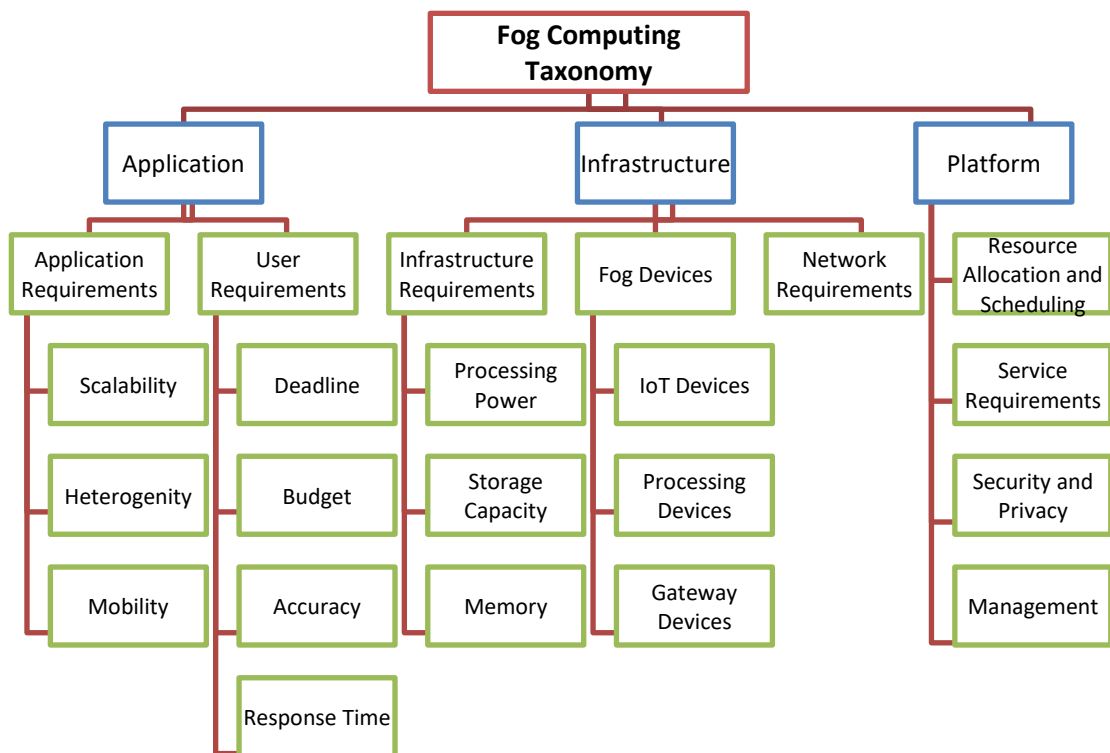 Fog Computing
Taxonomy
Application
Infrastructure
Platform
Application
Requirements
User
Requirements
Infrastructure
Requirements
Fog Devices
Network
Requirements
Resource
Allocation and
Scheduling
Scalability
Deadline
Processing
Power
IoT Devices
Service
Requirements
Heterogenity
Budget
Storage
Capacity
Processing
Devices
Security and
Privacy
Mobility
Accuracy
Memory
Gateway
Devices
Management
Response Time